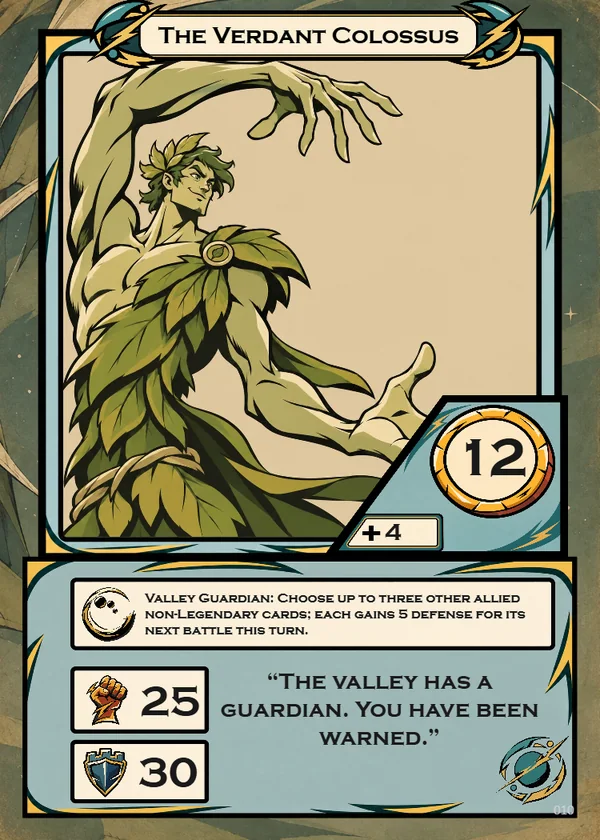 The Verdant Colossus
12
+4
Valley Guardian: Choose up to three other allied
non-Legendary cards; each gains 5 defense for its
next battle this turn.
25
30
“The valley has a
guardian. You have been
warned.”
010